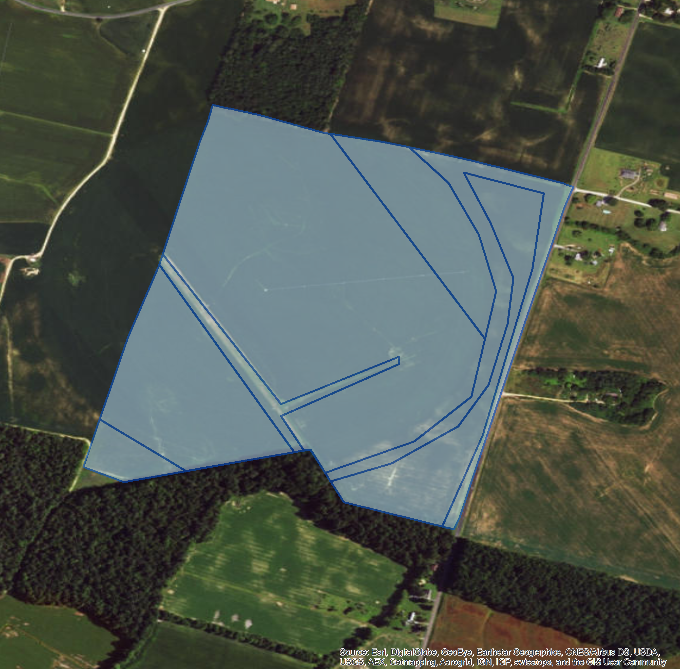 Source: Esri, DigitalGlobe, GeoEye, Earthstar Geographics, CNES/Airbus DS, USDA,
USGS, AEX, Getmapping, Aerogrid, IGN, IGP, swisstopo, and the GIS User Community